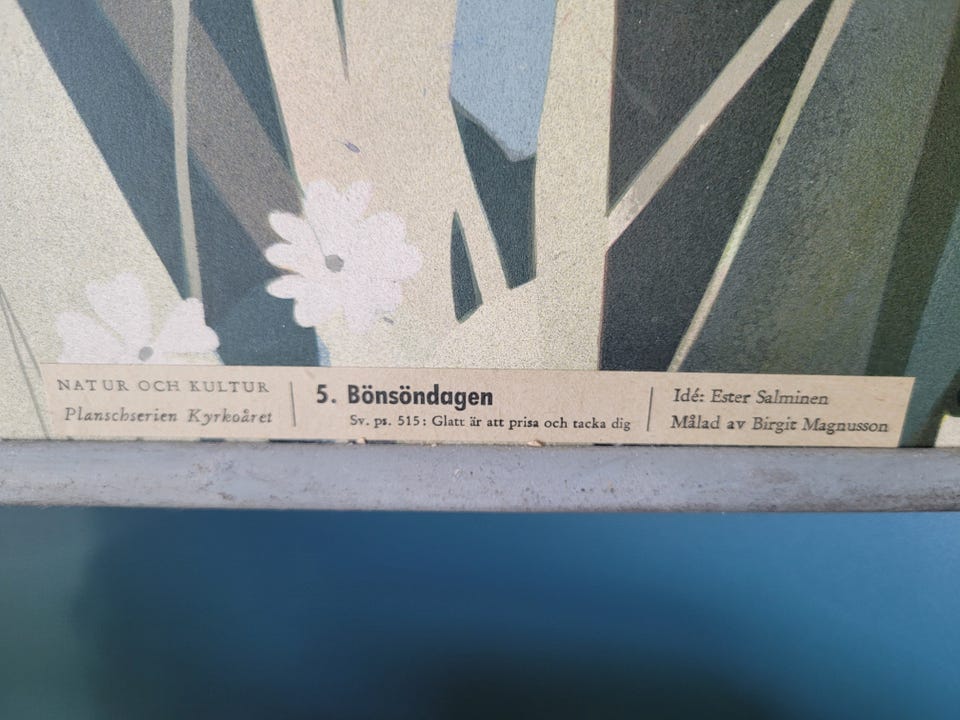 NATUR OCH KULTUR
Planschserien Kyrkoåret
5. Bönsöndagen
Sv. ps. 515: Glatt är att prisa och tacka dig
Idé: Ester Salminen
Målad av Birgit Magnusson